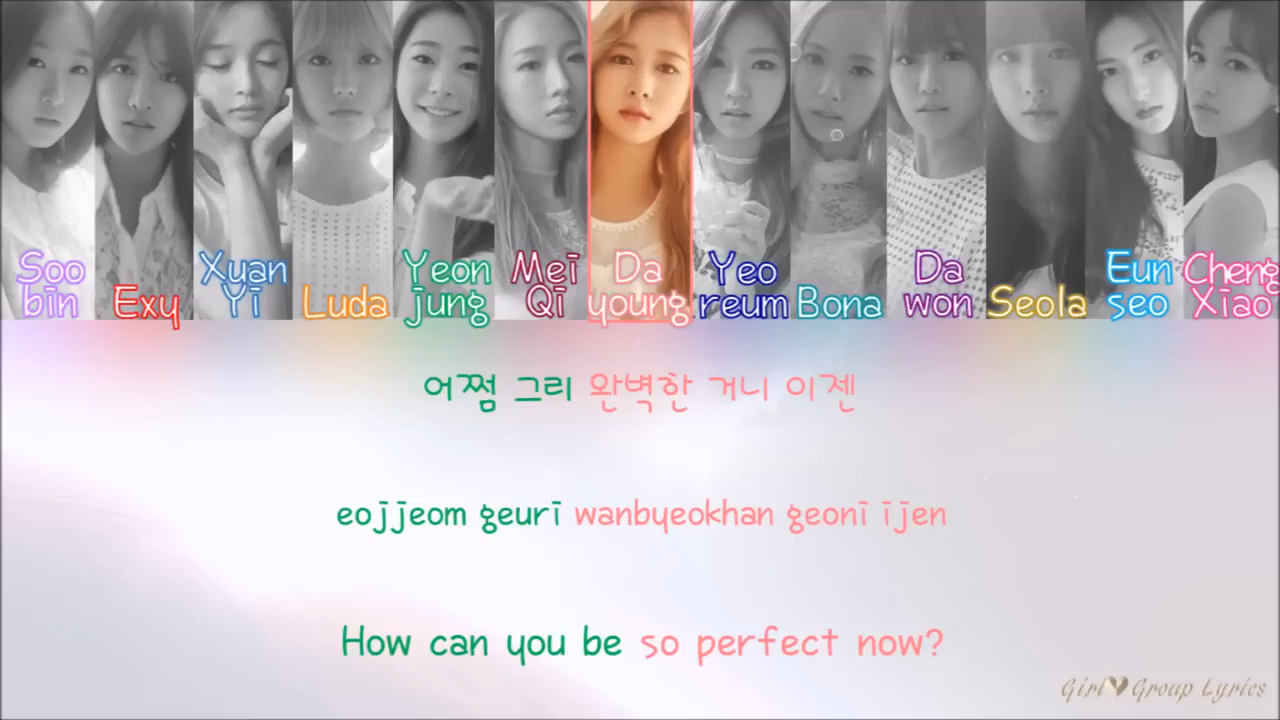 Soo bin
Exy
Xuan Yi
Luda
Yeon jung
Mei Qi
Da young
Yeo reum
Bona
Da won
Seola
Eun seo
Cheng Xiao
어쩜 그리 완벽한 거니 이젠
eojjeom geuri wanbyeokhan geoni ijen
How can you be so perfect now?
Girl♥Group Lyrics